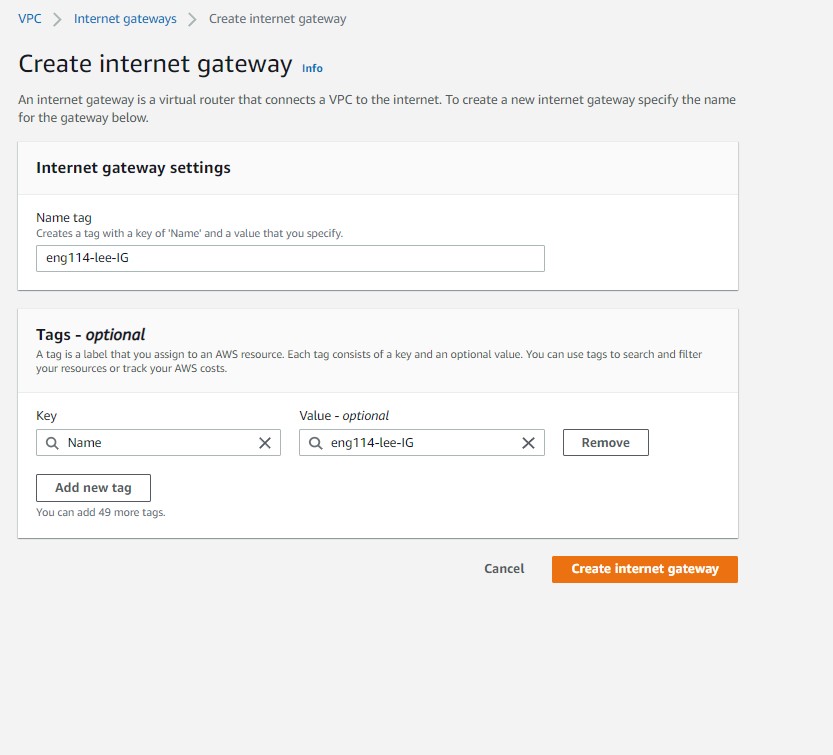 VPC > Internet gateways > Create internet gateway
Create internet gateway Info
An internet gateway is a virtual router that connects a VPC to the internet. To create a new internet gateway specify the name
for the gateway below.
Internet gateway settings
Name tag
Creates a tag with a key of 'Name' and a value that you specify.
eng114-lee-IG
Tags - optional
A tag is a label that you assign to an AWS resource. Each tag consists of a key and an optional value. You can use tags to search and filter
your resources or track your AWS costs.
Key Value - optional
Name eng114-lee-IG Remove
Add new tag
You can add 49 more tags.
Cancel Create internet gateway